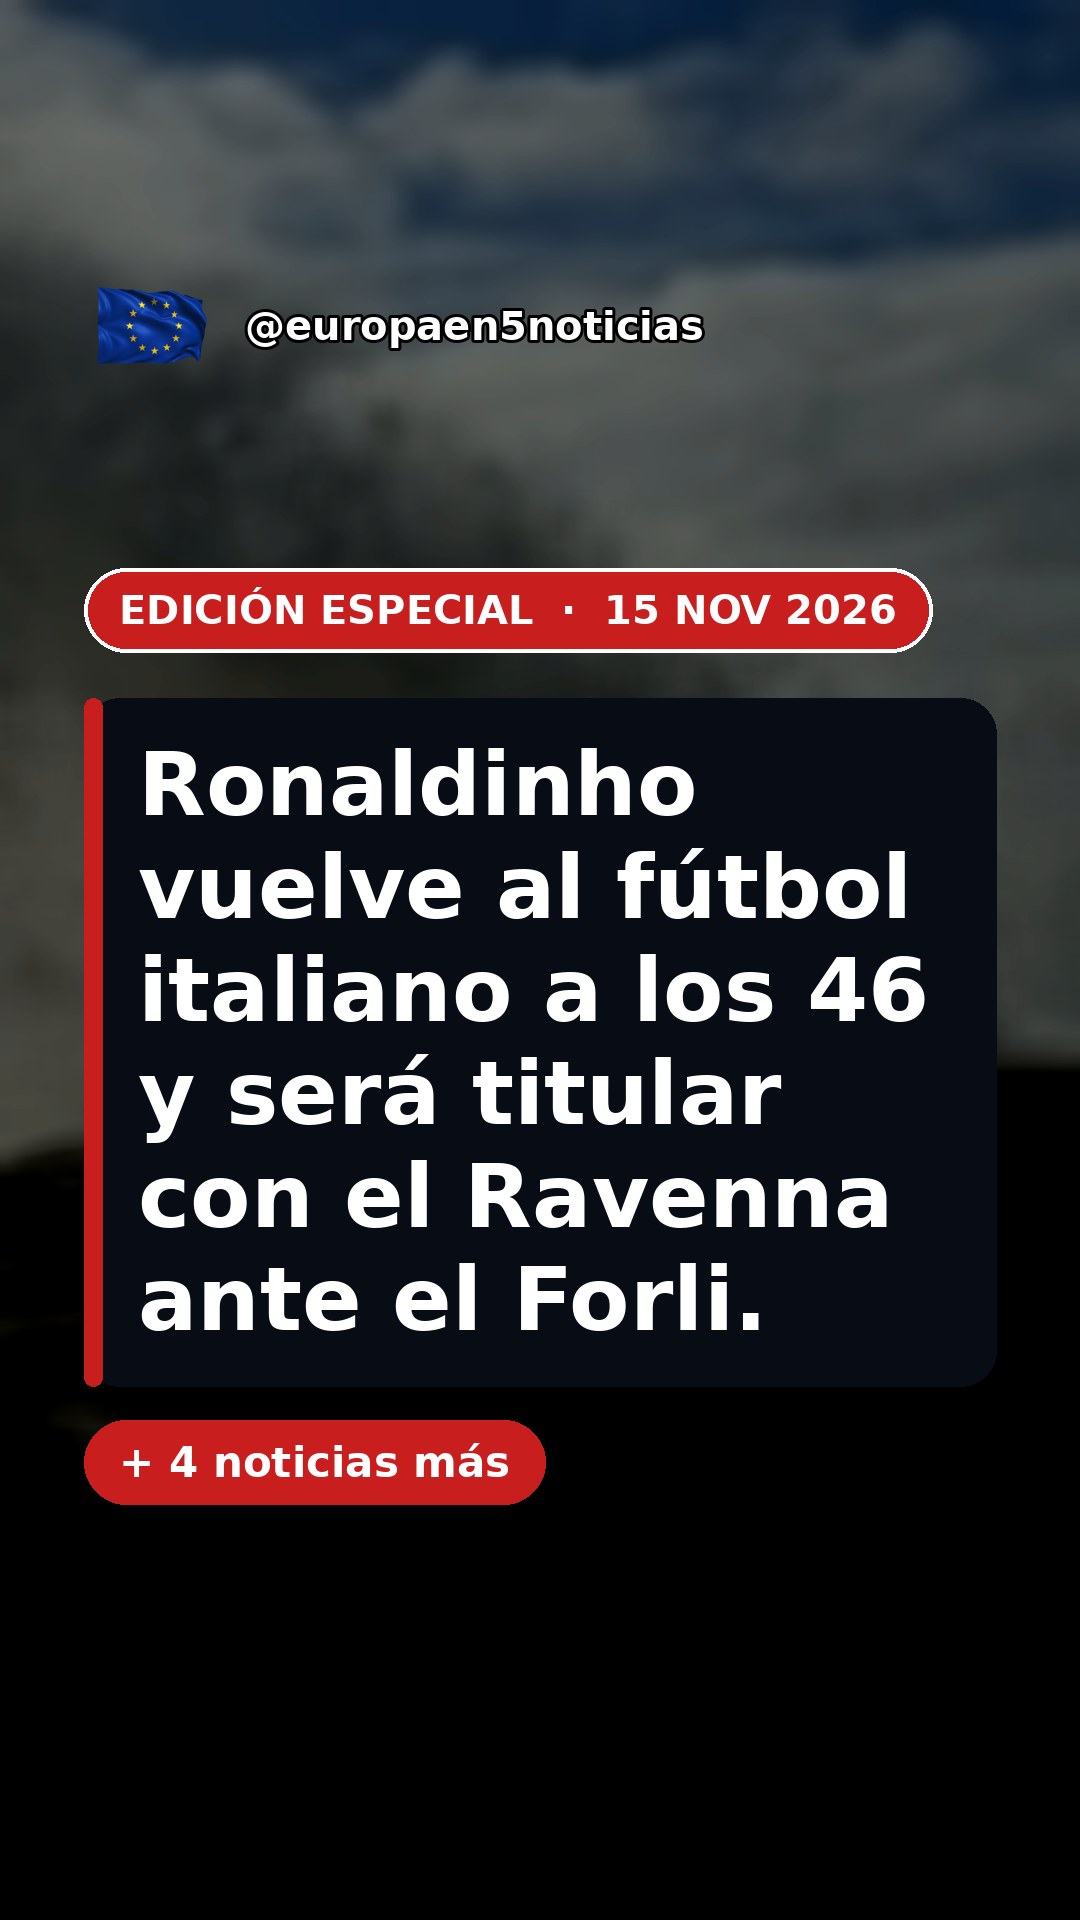 @europaen5noticias
EDICIÓN ESPECIAL · 15 NOV 2026
Ronaldinho
vuelve al fútbol
italiano a los 46
y será titular
con el Ravenna
ante el Forli.
+ 4 noticias más